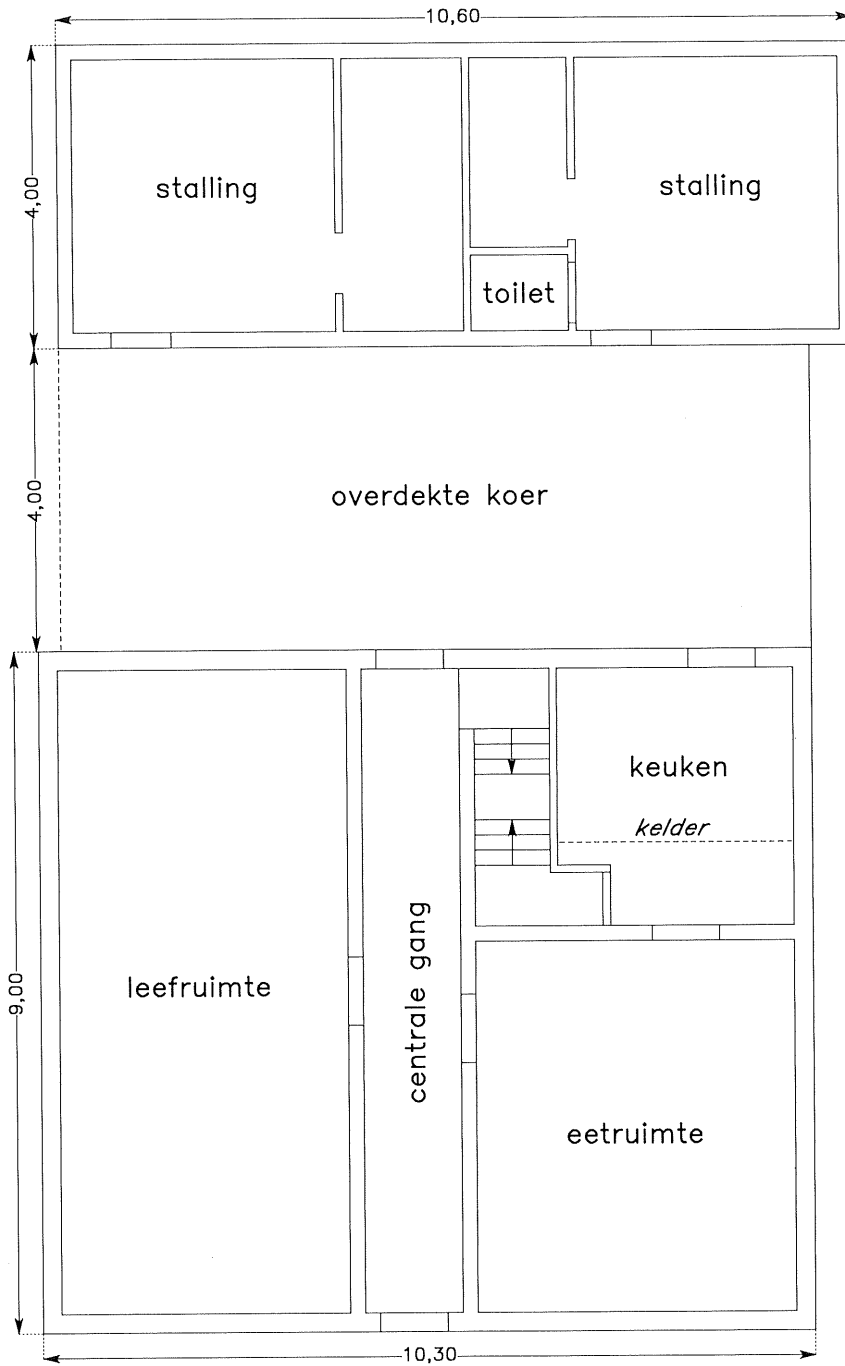 10,60
4,00
stalling
stalling
toilet
4,00
overdekte koer
keuken
kelder
9,00
leefruimte
centrale gang
eetruimte
10,30